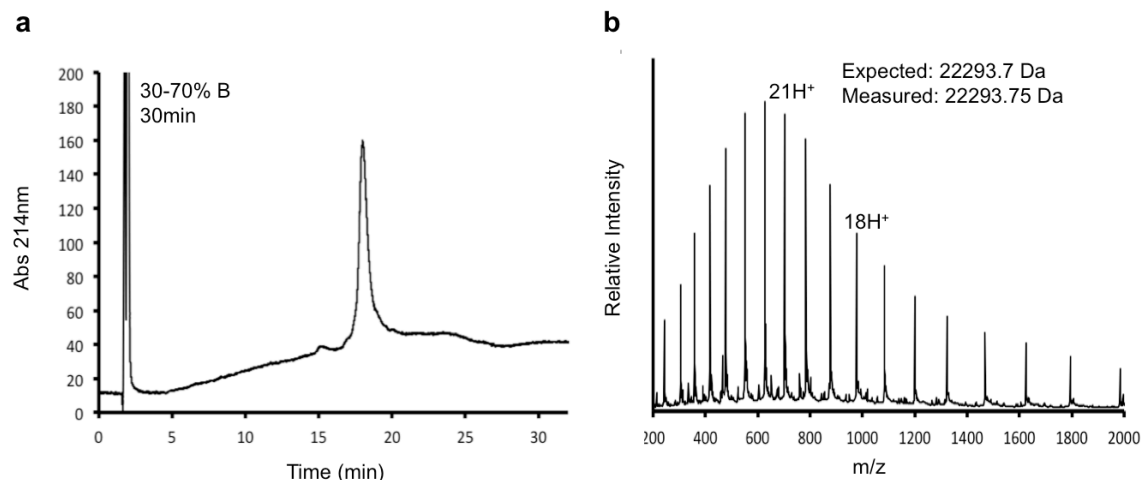 a
200
180
160
140
120
100
80
60
40
20
0
30-70% B
30min
Abs 214nm
0 5 10 15 20 25 30
Time (min)
b
Expected: 22293.7 Da
Measured: 22293.75 Da
21H⁺
18H⁺
Relative Intensity
200 400 600 800 1000 1200 1400 1600 1800 2000
m/z